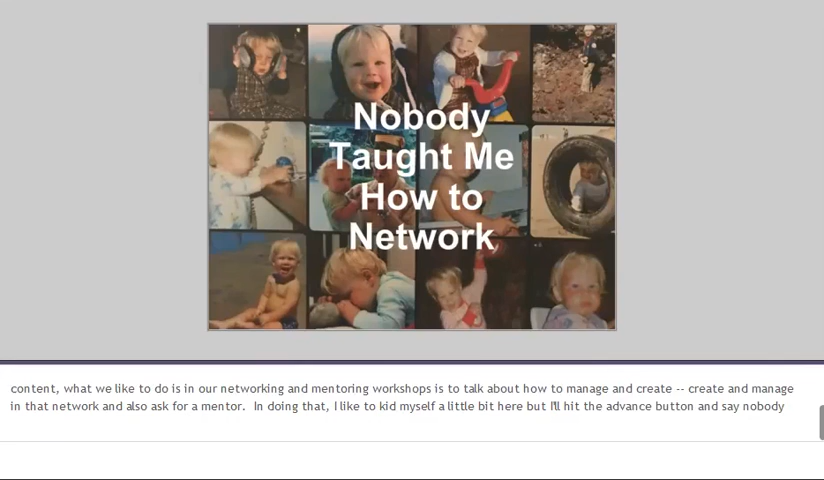 Nobody
Taught Me
How to
Network
content, what we like to do is in our networking and mentoring workshops is to talk about how to manage and create -- create and manage
in that network and also ask for a mentor.  In doing that, I like to kid myself a little bit here but I'll hit the advance button and say nobody